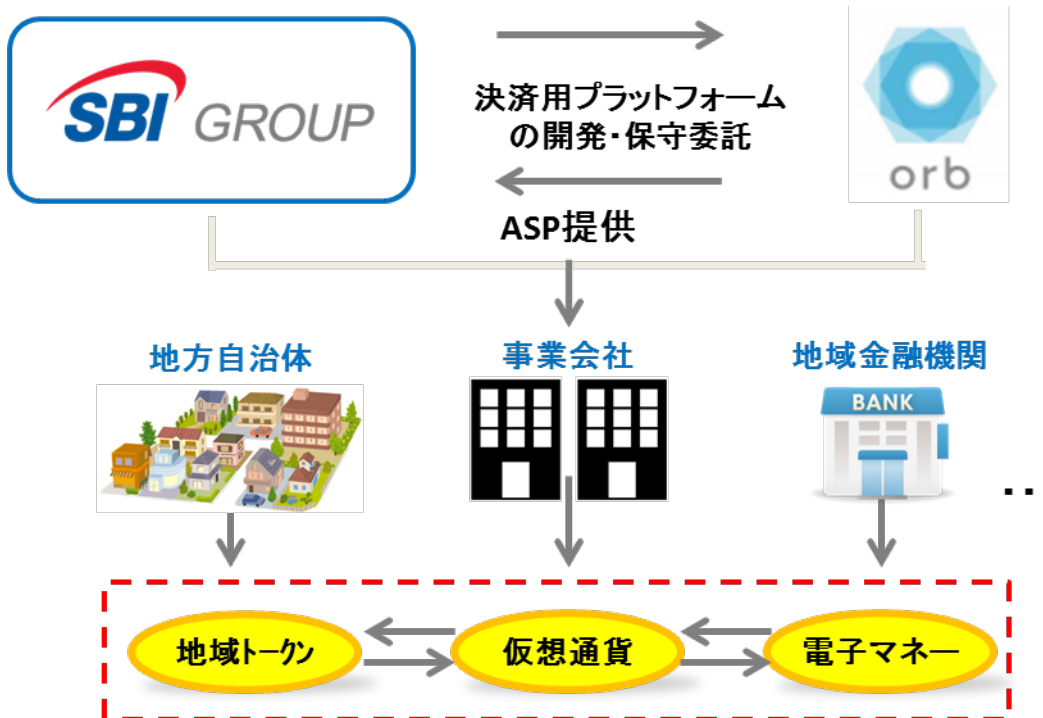 SBI GROUP
決済用プラットフォーム
の開発・保守委託
orb
ASP提供
地方自治体
事業会社
地域金融機関
BANK
‥
地域トークン
仮想通貨
電子マネー